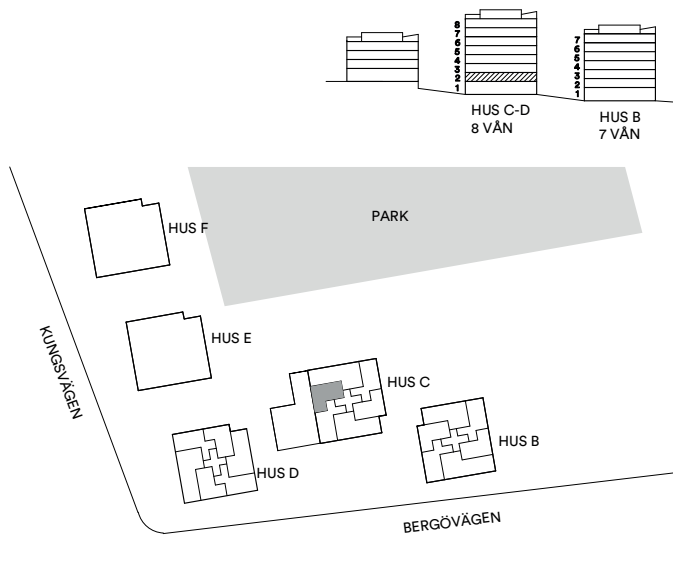 8
7
6
5
4
3
2
1
HUS C-D
8 VÅN
7
6
5
4
3
2
1
HUS B
7 VÅN
PARK
HUS F
HUS E
KUNGSVÄGEN
HUS C
HUS B
HUS D
BERGÖVÄGEN